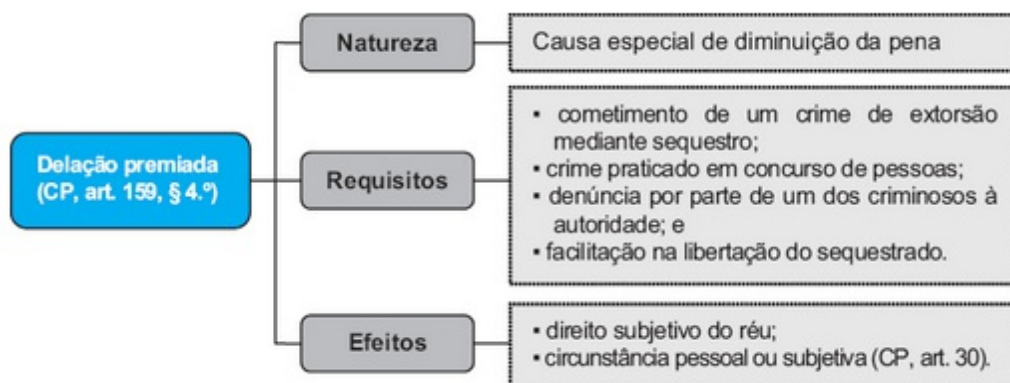 Delação premiada
(CP, art. 159, § 4.º)
Natureza
Causa especial de diminuição da pena
Requisitos
▪ cometimento de um crime de extorsão
mediante sequestro;
▪ crime praticado em concurso de pessoas;
▪ denúncia por parte de um dos criminosos à
autoridade; e
▪ facilitação na libertação do sequestrado.
Efeitos
▪ direito subjetivo do réu;
▪ circunstância pessoal ou subjetiva (CP, art. 30).